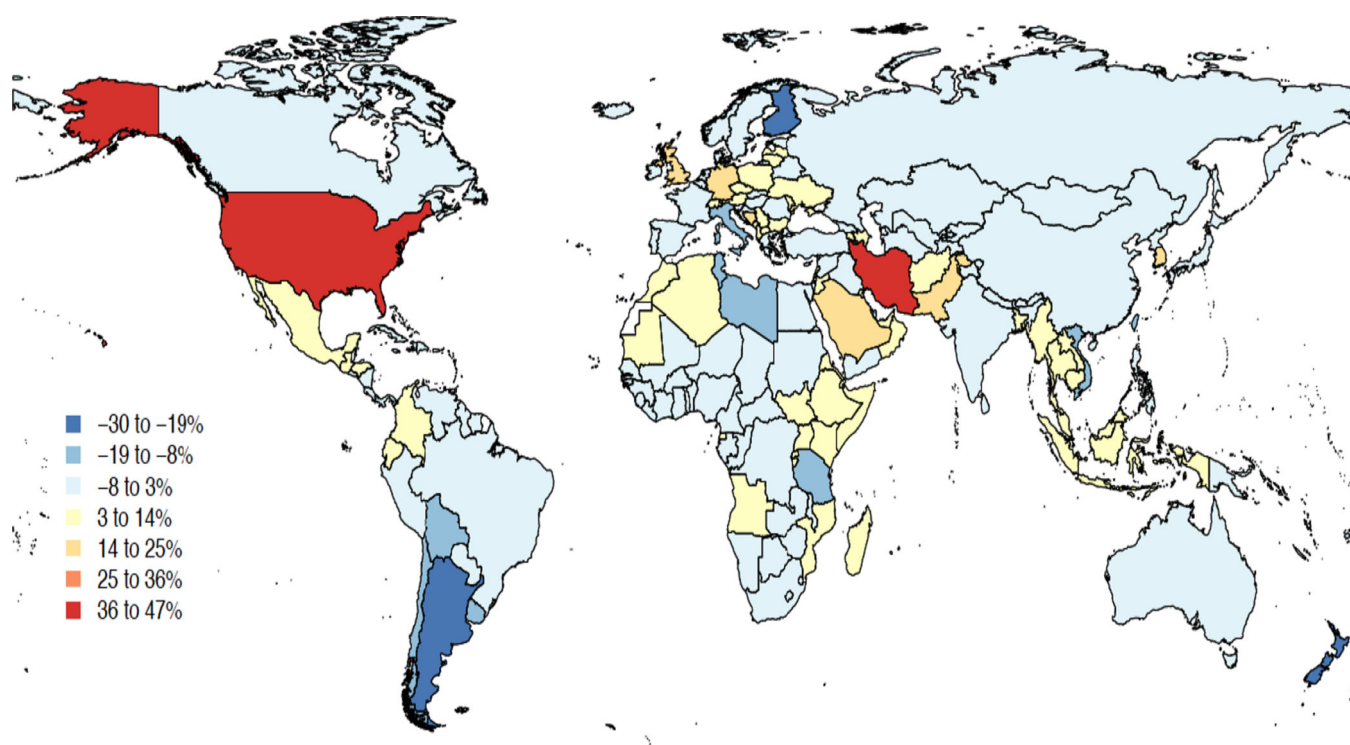 −30 to −19%
−19 to −8%
−8 to 3%
3 to 14%
14 to 25%
25 to 36%
36 to 47%